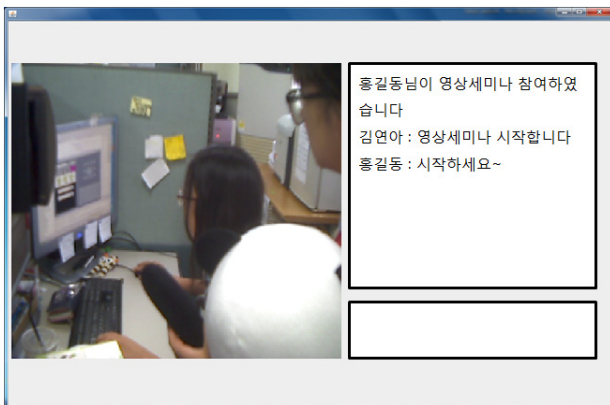 홍길동님이 영상세미나 참여하였
습니다
김연아 : 영상세미나 시작합니다
홍길동 : 시작하세요~